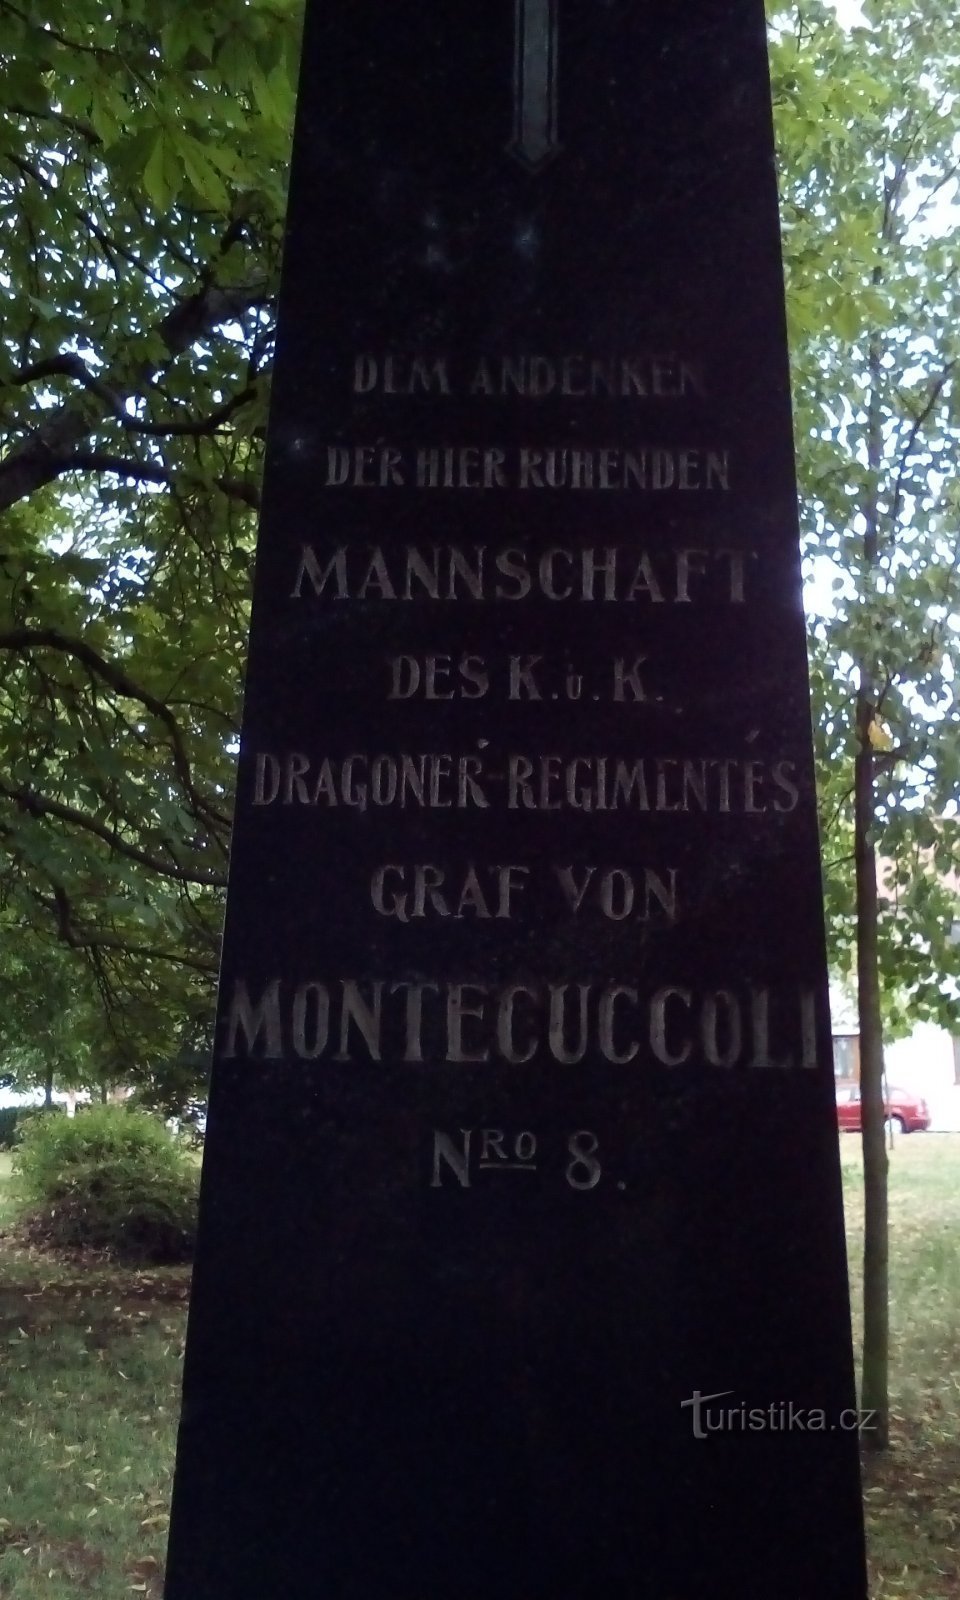 DEM ANDENKEN
DER HIER RUHENDEN
MANNSCHAFT
DES K. u. K.
DRAGONER-REGIMENTES
GRAF VON
MONTECUCCOLI
NRO 8.
Turistika.cz